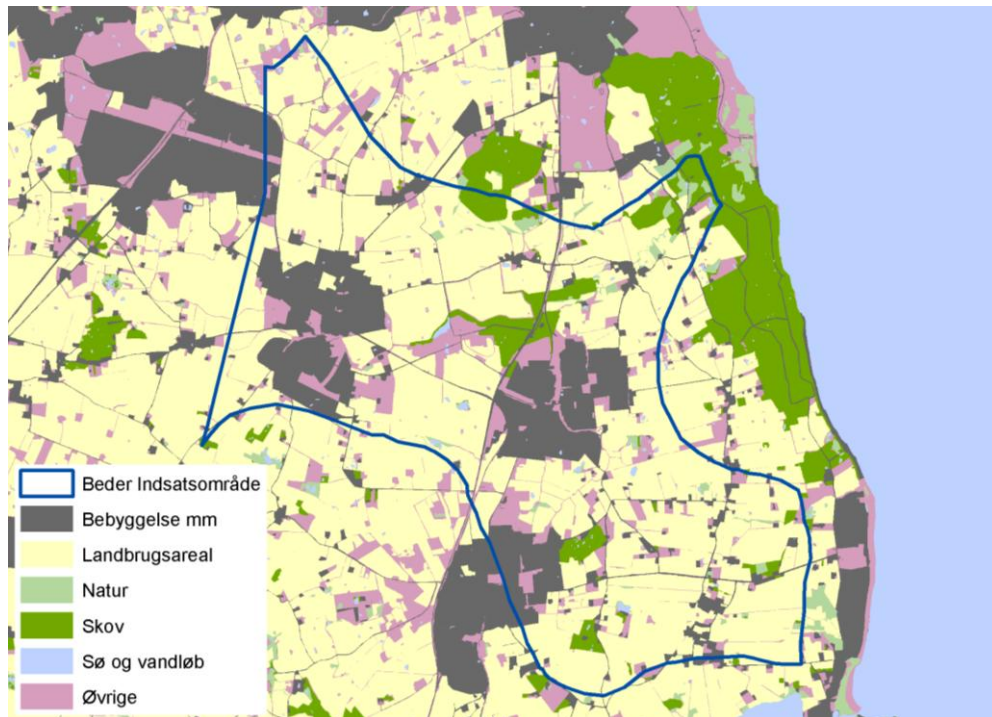 Beder Indsatsområde
Bebyggelse mm
Landbrugsareal
Natur
Skov
Sø og vandløb
Øvrige